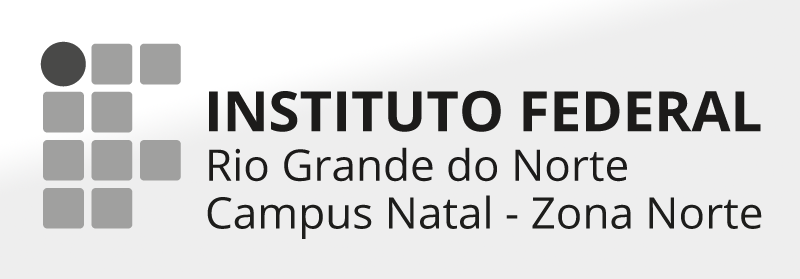 INSTITUTO FEDERAL
Rio Grande do Norte
Campus Natal - Zona Norte